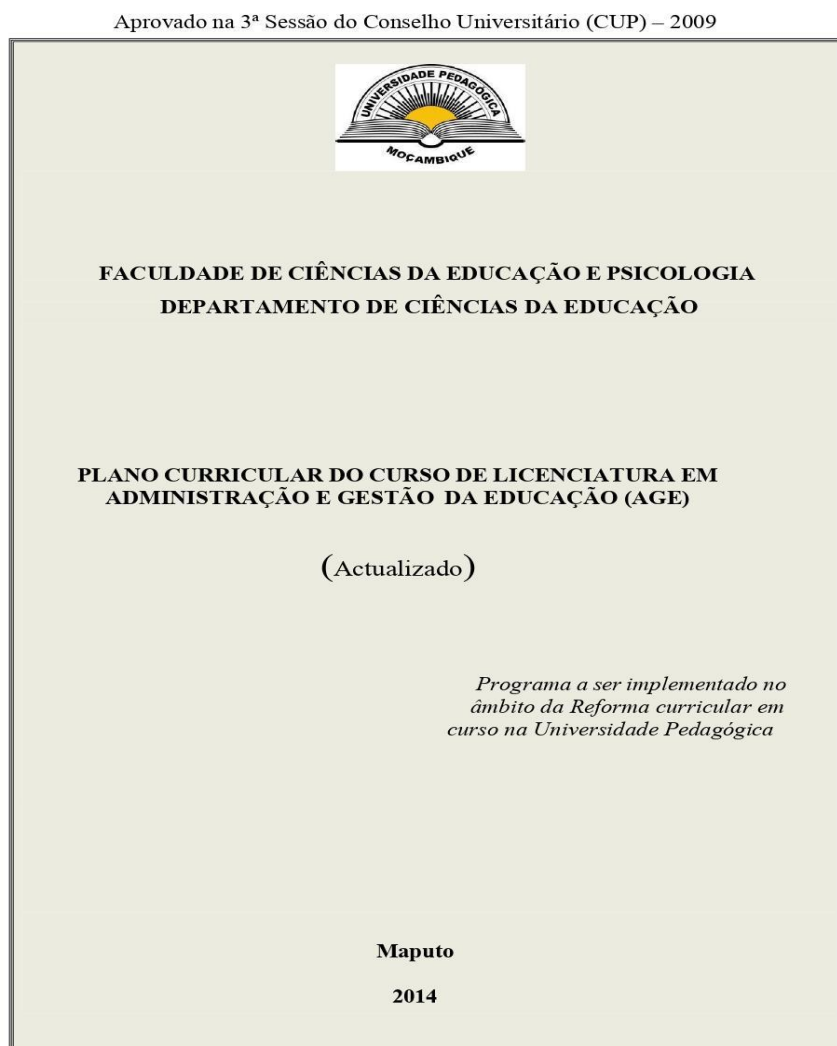 Aprovado na 3ª Sessão do Conselho Universitário (CUP) – 2009
UNIVERSIDADE PEDAGÓGICA
MOÇAMBIQUE
FACULDADE DE CIÊNCIAS DA EDUCAÇÃO E PSICOLOGIA
DEPARTAMENTO DE CIÊNCIAS DA EDUCAÇÃO
PLANO CURRICULAR DO CURSO DE LICENCIATURA EM
ADMINISTRAÇÃO E GESTÃO DA EDUCAÇÃO (AGE)
(Actualizado)
Programa a ser implementado no
âmbito da Reforma curricular em
curso na Universidade Pedagógica
Maputo
2014